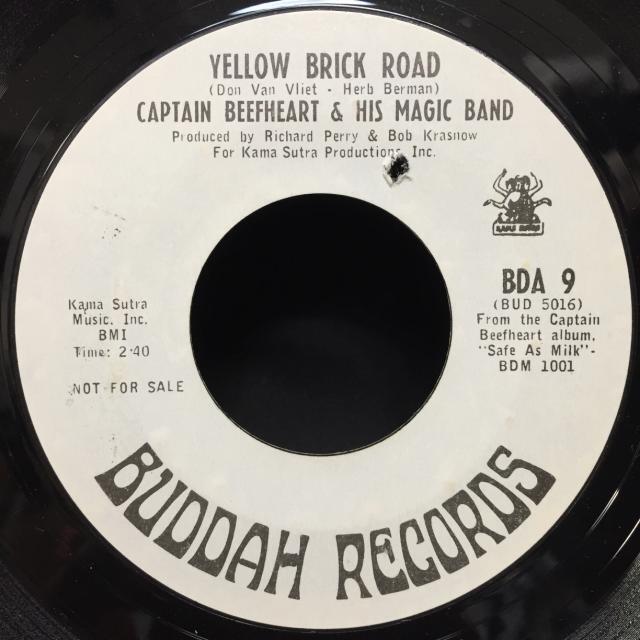 YELLOW BRICK ROAD
(Don Van Vliet - Herb Berman)
CAPTAIN BEEFHEART & HIS MAGIC BAND
Produced by Richard Perry & Bob Krasnow
For Kama Sutra Productions, Inc.
KAMA SUTRA
BDA 9
(BUD 5016)
From the Captain
Beefheart album,
"Safe As Milk"-
BDM 1001
Kama Sutra
Music, Inc.
BMI
Time: 2:40
NOT FOR SALE
BUDDAH RECORDS